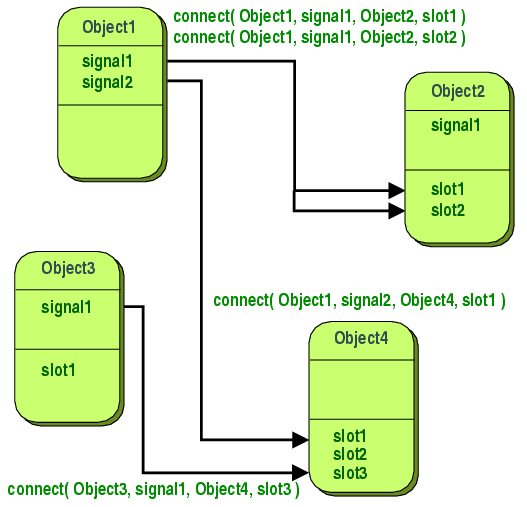 connect( Object1, signal1, Object2, slot1 )
connect( Object1, signal1, Object2, slot2 )
Object1
signal1
signal2
Object2
signal1
slot1
slot2
Object3
signal1
slot1
connect( Object1, signal2, Object4, slot1 )
Object4
slot1
slot2
slot3
connect( Object3, signal1, Object4, slot3 )